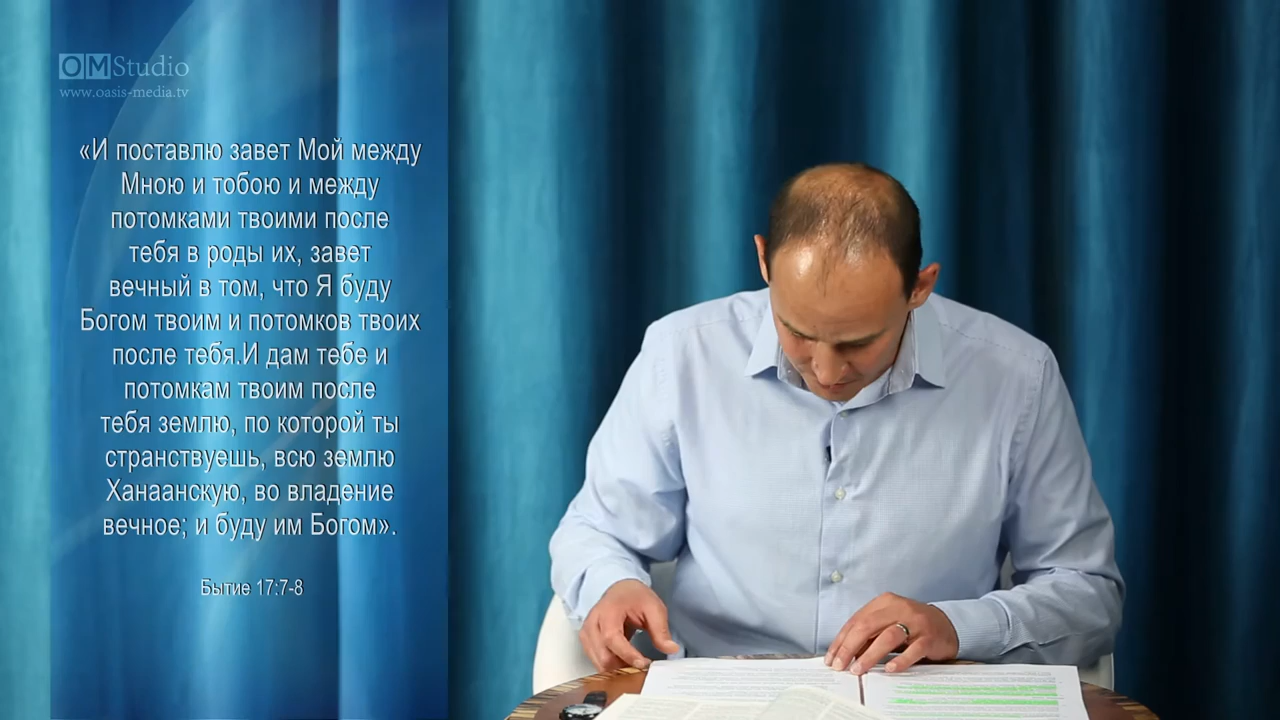 OMStudio
www.oasis-media.tv
«И поставлю завет Мой между
Мною и тобою и между
потомками твоими после
тебя в роды их, завет
вечный в том, что Я буду
Богом твоим и потомков твоих
после тебя.И дам тебе и
потомкам твоим после
тебя землю, по которой ты
странствуешь, всю землю
Ханаанскую, во владение
вечное; и буду им Богом».
Бытие 17:7-8